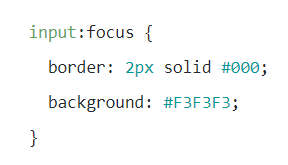 input:focus {
  border: 2px solid #000;
  background: #F3F3F3;
}